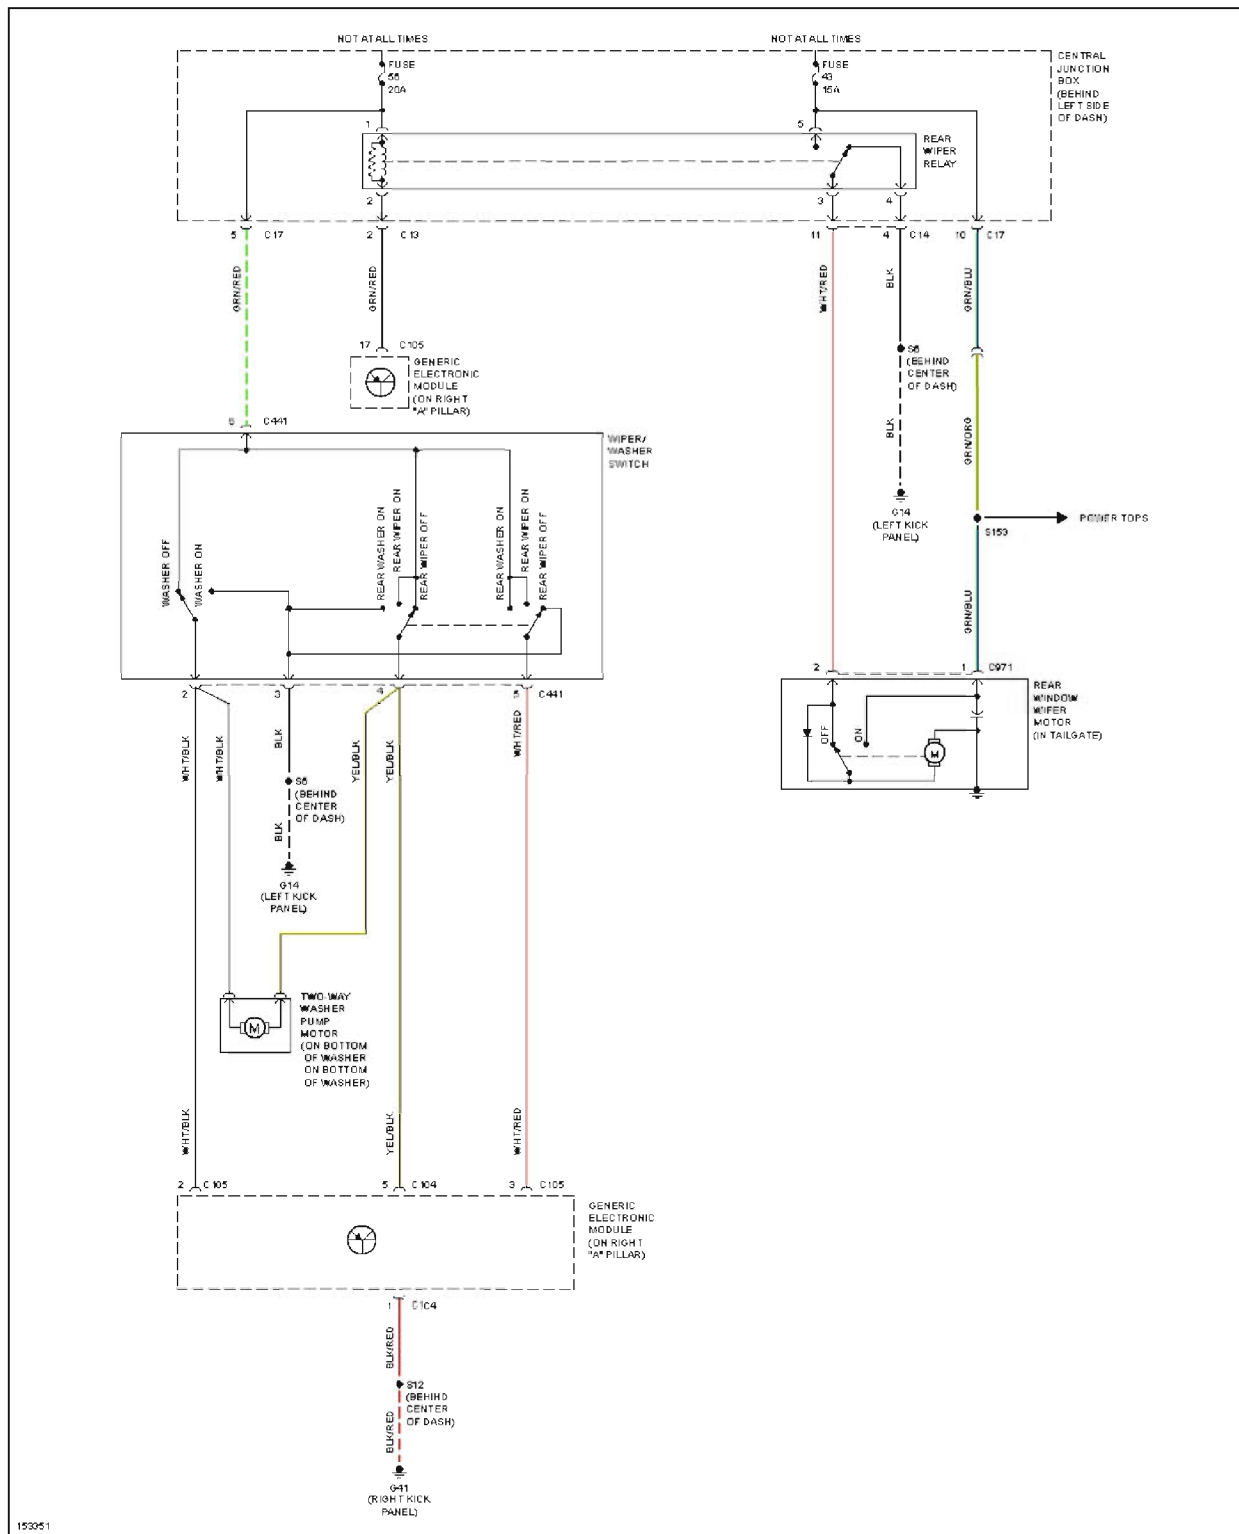 NOT AT ALL TIMES
NOT AT ALL TIMES
FUSE
20A
FUSE
43
15A
CENTRAL
JUNCTION
BOX
(BEHIND
LEFT SIDE
OF DASH)
1
5
REAR
WIPER
RELAY
2
3
4
5
C17
2
C13
11
4
C14
10
C17
GRN/RED
GRN/RED
WHT/RED
BLK
GRN/BLU
17
C105
GENERIC
ELECTRONIC
MODULE
(ON RIGHT
"A" PILLAR)
(BEHIND
CENTER
OF DASH)
C441
BLK
GRN/ORG
WIPER/
WASHER
SWITCH
G14
(LEFT KICK
PANEL)
POWER TOPS
S153
WASHER OFF
WASHER ON
REAR WASHER ON
REAR WIPER ON
REAR WIPER OFF
REAR WASHER ON
REAR WIPER ON
REAR WIPER OFF
GRN/BLU
2
1
C971
2
3
4
C441
REAR
WINDOW
WIPER
MOTOR
(IN TAILGATE)
OFF
ON
M
WHT/BLK
WHT/BLK
BLK
YEL/BLK
YEL/BLK
WHT/RED
(BEHIND
CENTER
OF DASH)
BLK
G14
(LEFT KICK
PANEL)
TWO-WAY
WASHER
PUMP
MOTOR
(ON BOTTOM
OF WASHER
ON BOTTOM
OF WASHER)
M
WHT/BLK
YEL/BLK
WHT/RED
2
C105
5
C104
3
C105
GENERIC
ELECTRONIC
MODULE
(ON RIGHT
"A" PILLAR)
1
C104
BLK/RED
S12
(BEHIND
CENTER
OF DASH)
BLK/RED
G41
(RIGHT KICK
PANEL)
153351